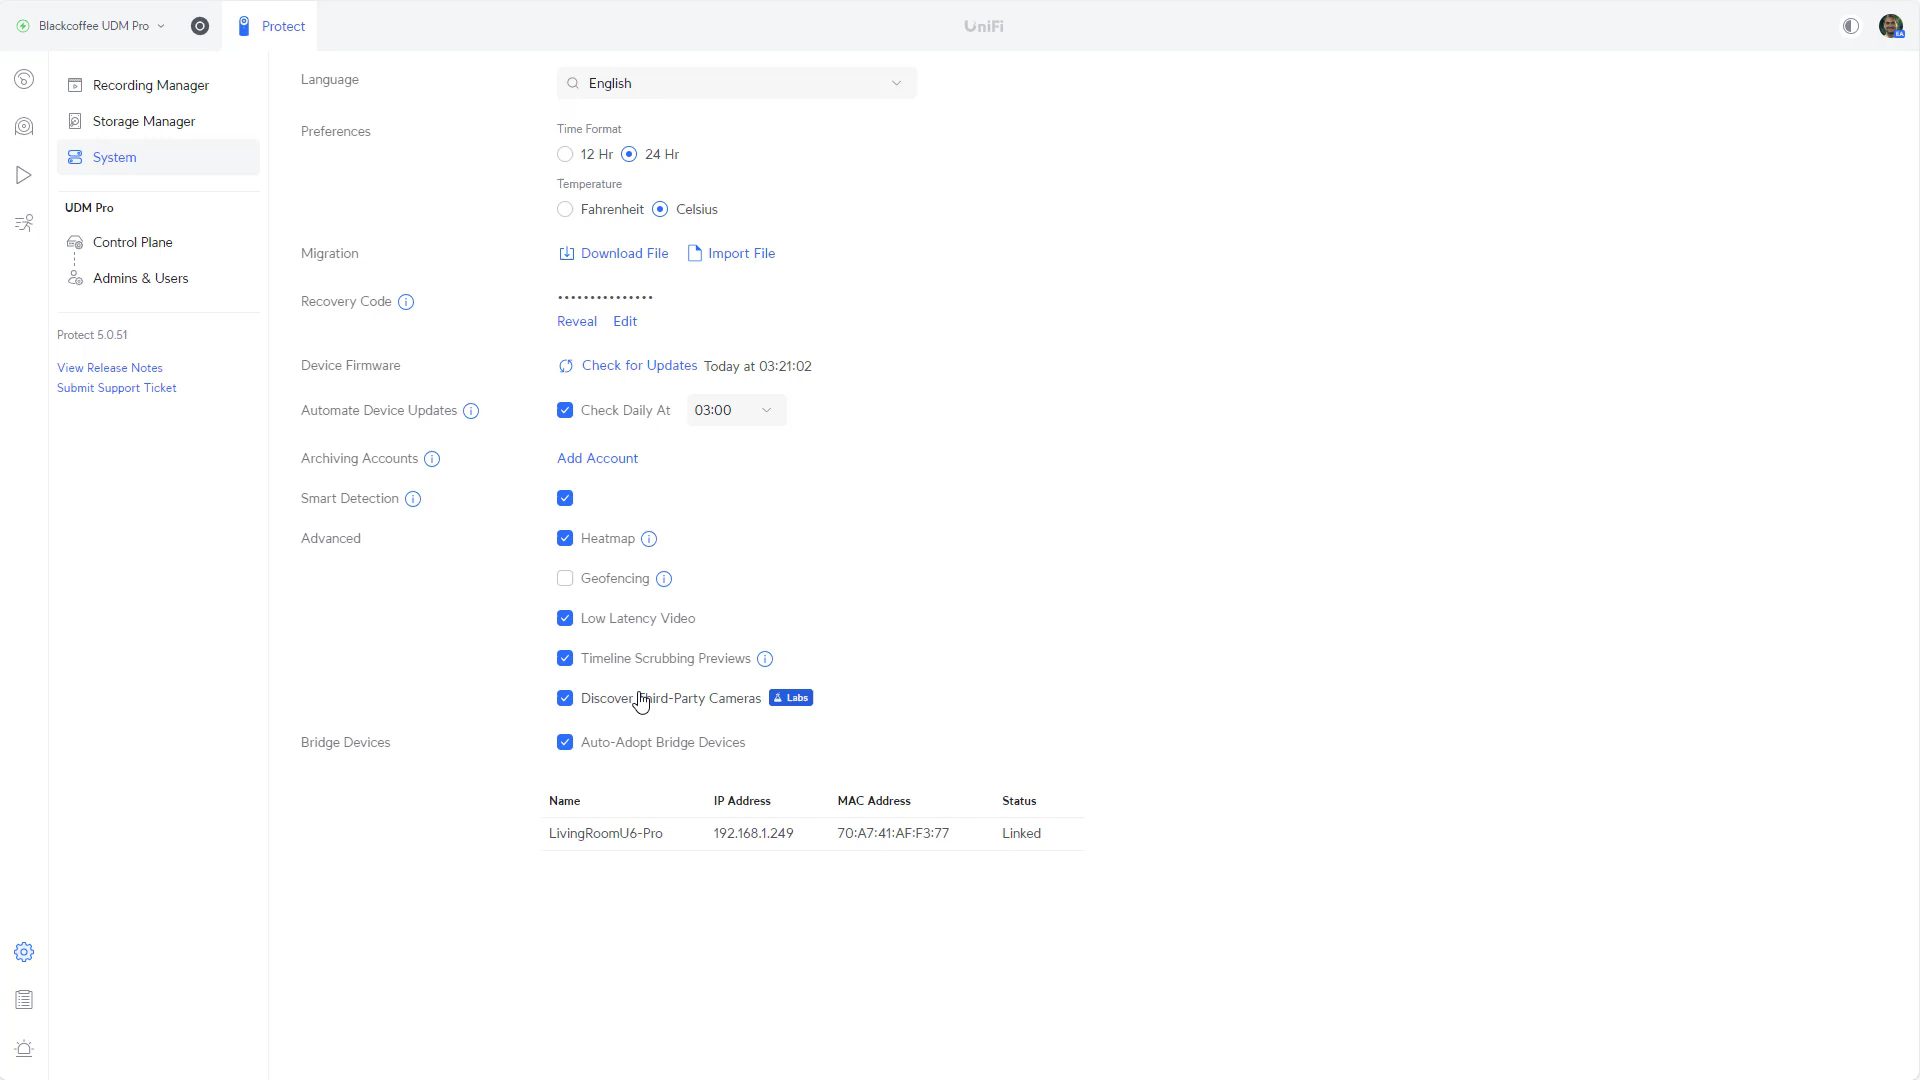 Blackcoffee UDM Pro
Protect
UniFi
EA
Recording Manager
Storage Manager
System
UDM Pro
Control Plane
Admins & Users
Protect 5.0.51
View Release Notes
Submit Support Ticket
Language
English
Preferences
Time Format
12 Hr 24 Hr
Temperature
Fahrenheit Celsius
Migration
Download File Import File
Recovery Code
•••••••••••••••
Reveal Edit
Device Firmware
Check for Updates Today at 03:21:02
Automate Device Updates
Check Daily At 03:00
Archiving Accounts
Add Account
Smart Detection
Advanced
Heatmap
Geofencing
Low Latency Video
Timeline Scrubbing Previews
Discover Third-Party Cameras Labs
Bridge Devices
Auto-Adopt Bridge Devices
Name IP Address MAC Address Status
LivingRoomU6-Pro 192.168.1.249 70:A7:41:AF:F3:77 Linked